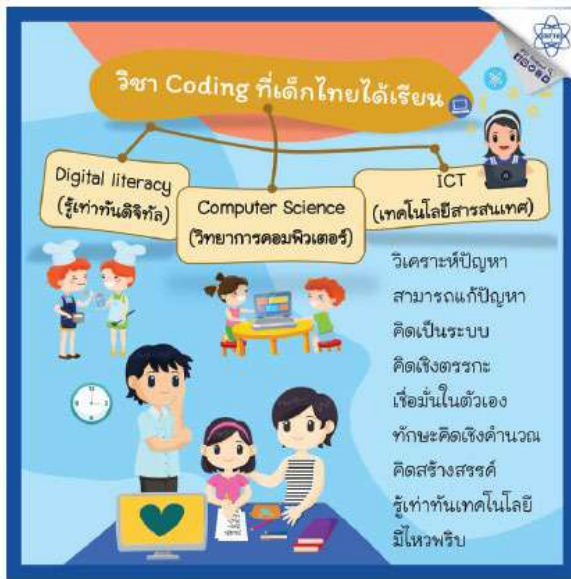 วิชา Coding ที่เด็กไทยได้เรียน
Digital literacy
(รู้เท่าทันดิจิทัล)
Computer Science
(วิทยาการคอมพิวเตอร์)
ICT
(เทคโนโลยีสารสนเทศ)
วิเคราะห์ปัญหา
สามารถแก้ปัญหา
คิดเป็นระบบ
คิดเชิงตรรกะ
เชื่อมั่นในตัวเอง
ทักษะคิดเชิงคำนวณ
คิดสร้างสรรค์
รู้เท่าทันเทคโนโลยี
มีไหวพริบ